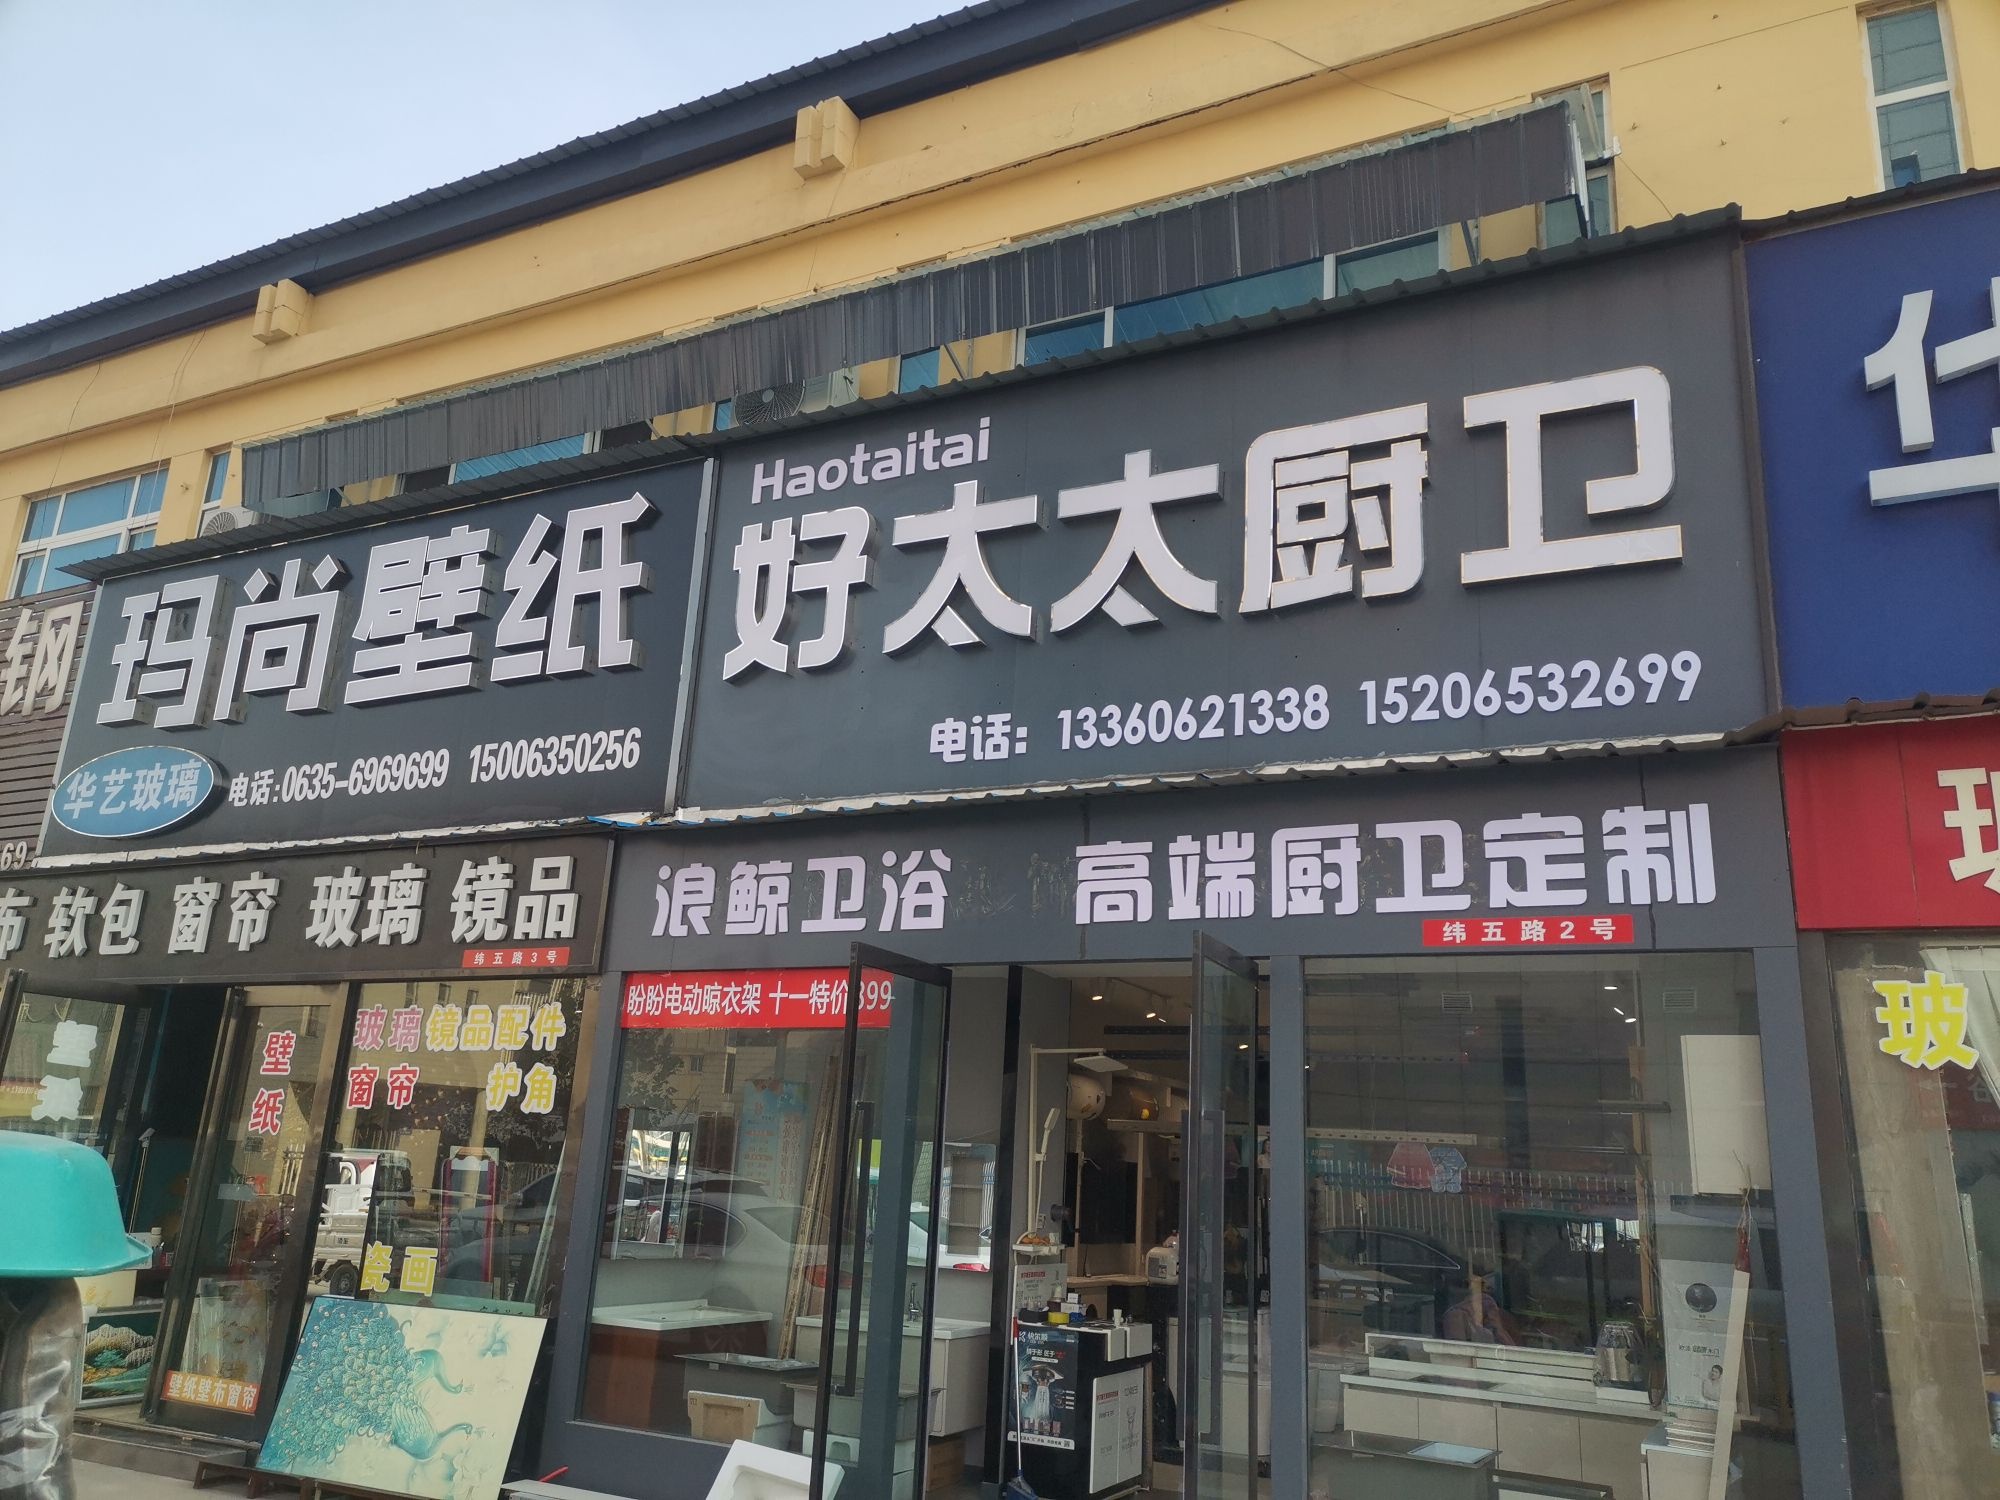 钢
69
玛尚壁纸
华艺玻璃
电话:0635-6969699 15006350256
布 软包 窗帘 玻璃 镜品
纬五路3号
Haotaitai
好太太厨卫
电话: 13360621338 15206532699
浪鲸卫浴 高端厨卫定制
纬五路2号
盼盼电动晾衣架 十一特价899
壁纸
玻璃镜品配件
窗帘 护角
瓷画
壁纸壁布窗帘
华
玻
玻